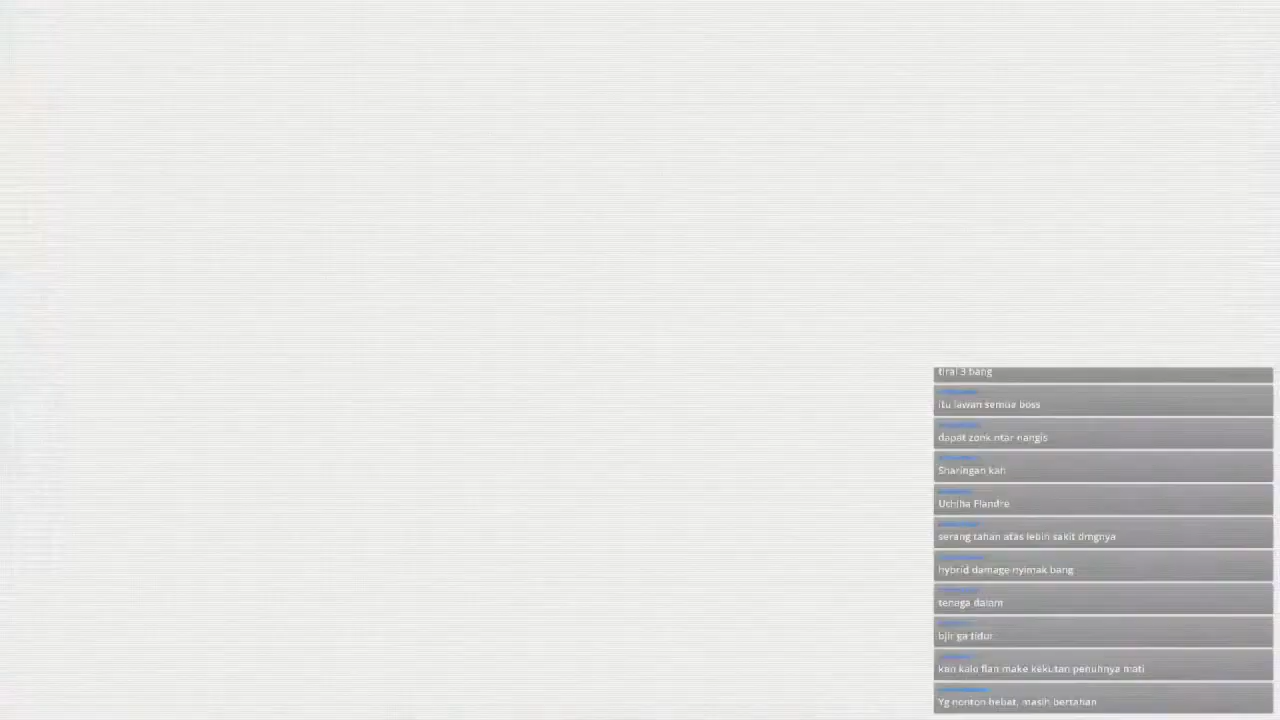 tiral 3 bang
itu lawan semua boss
dapat zonk ntar nangis
Sharingan kah
Uchiha Flandre
serang tahan atas lebih sakit dmgnya
hybrid damage nyimak bang
tenaga dalam
bjir ga tidur
kan kalo flan make kekutan penuhnya mati
Yg nonton hebat, masih bertahan